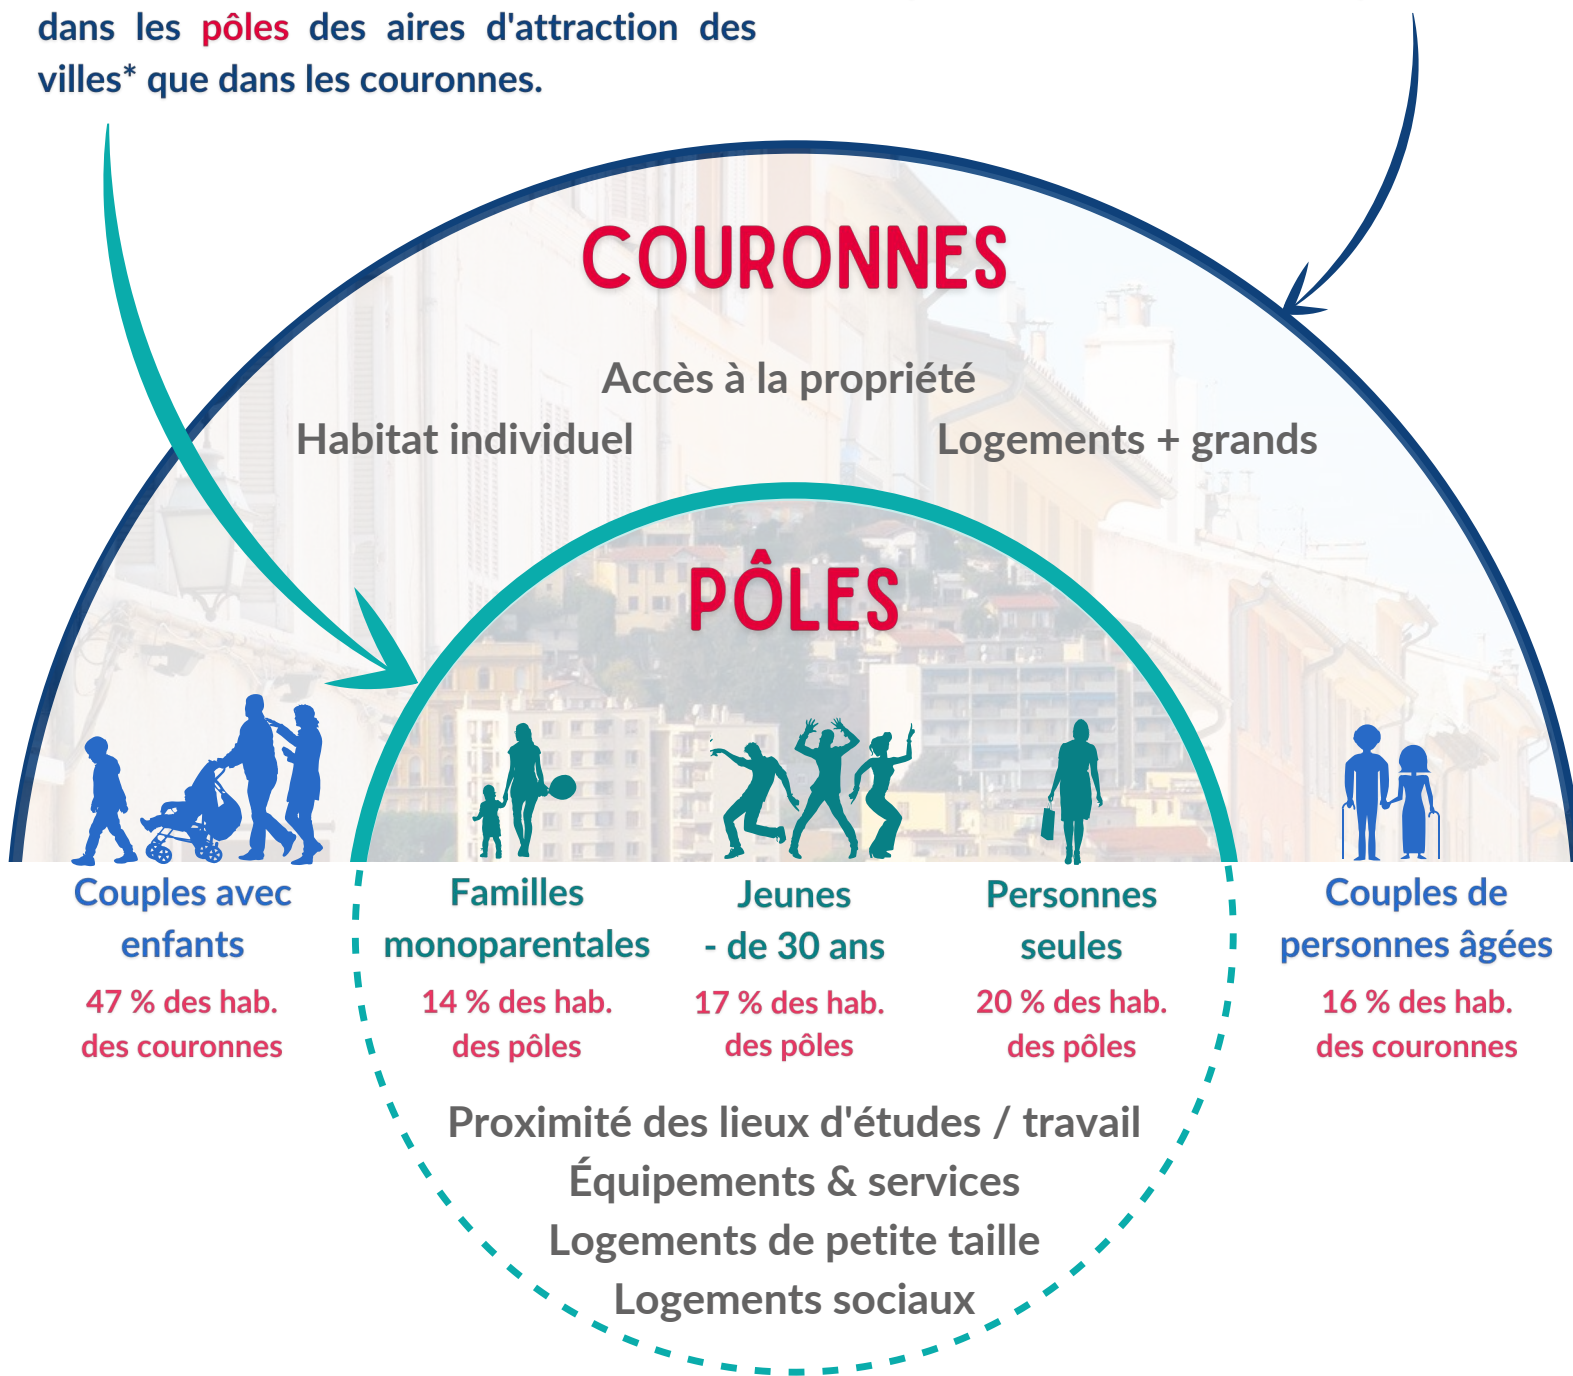 dans les pôles des aires d'attraction des
villes* que dans les couronnes.
COURONNES
Accès à la propriété
Habitat individuel
Logements + grands
PÔLES
Couples avec
enfants
47 % des hab.
des couronnes
Familles
monoparentales
14 % des hab.
des pôles
Jeunes
- de 30 ans
17 % des hab.
des pôles
Personnes
seules
20 % des hab.
des pôles
Couples de
personnes âgées
16 % des hab.
des couronnes
Proximité des lieux d'études / travail
Équipements & services
Logements de petite taille
Logements sociaux